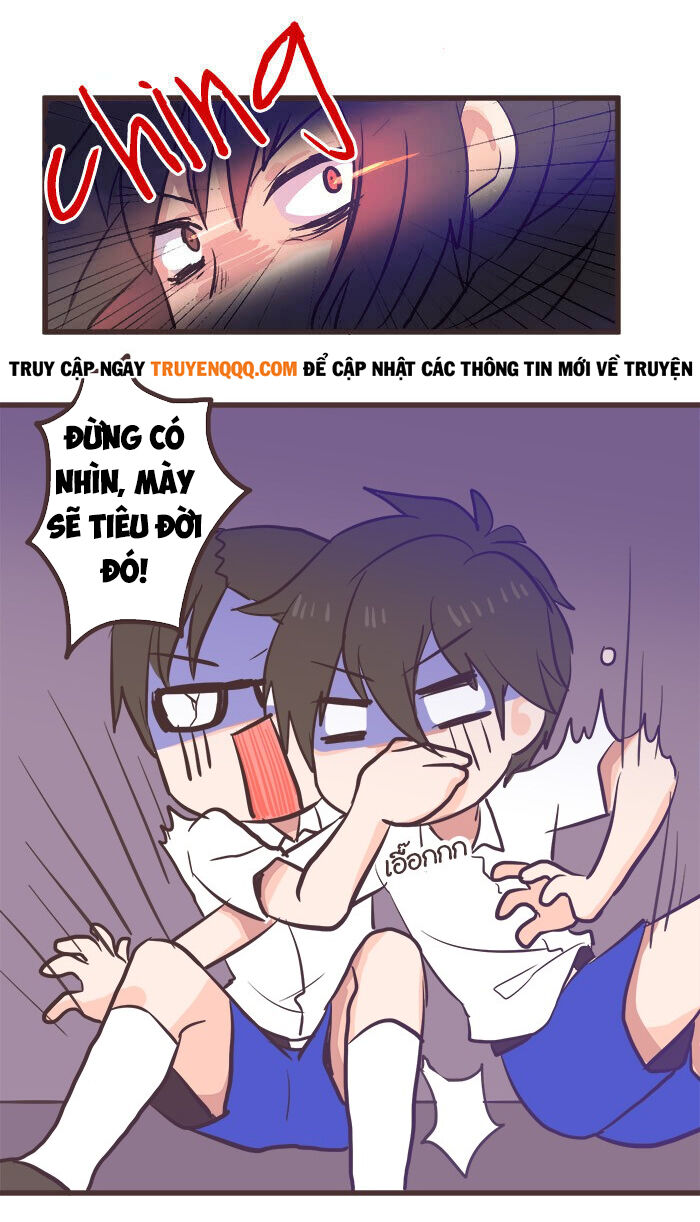 ching
TRUY CẬP NGAY TRUYENQQQ.COM ĐỂ CẬP NHẬT CÁC THÔNG TIN MỚI VỀ TRUYỆN
ĐỪNG CÓ
NHÌN, MÀY
SẼ TIÊU ĐỜI
ĐÓ!
เอื๊อกกก